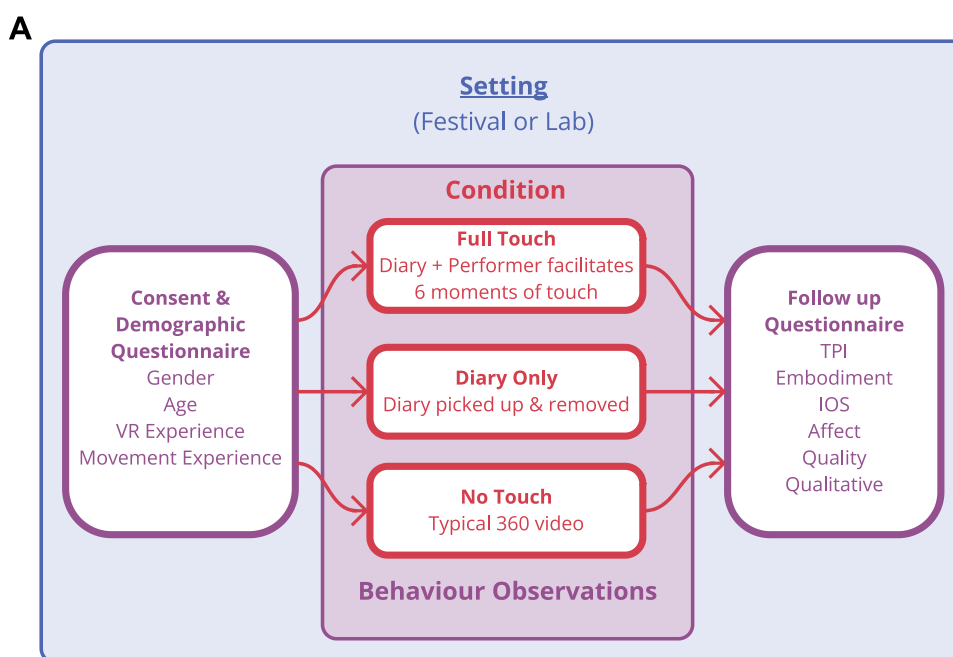 A
Setting
(Festival or Lab)
Consent &
Demographic
Questionnaire
Gender
Age
VR Experience
Movement Experience
Condition
Full Touch
Diary + Performer facilitates
6 moments of touch
Diary Only
Diary picked up & removed
No Touch
Typical 360 video
Behaviour Observations
Follow up
Questionnaire
TPI
Embodiment
IOS
Affect
Quality
Qualitative